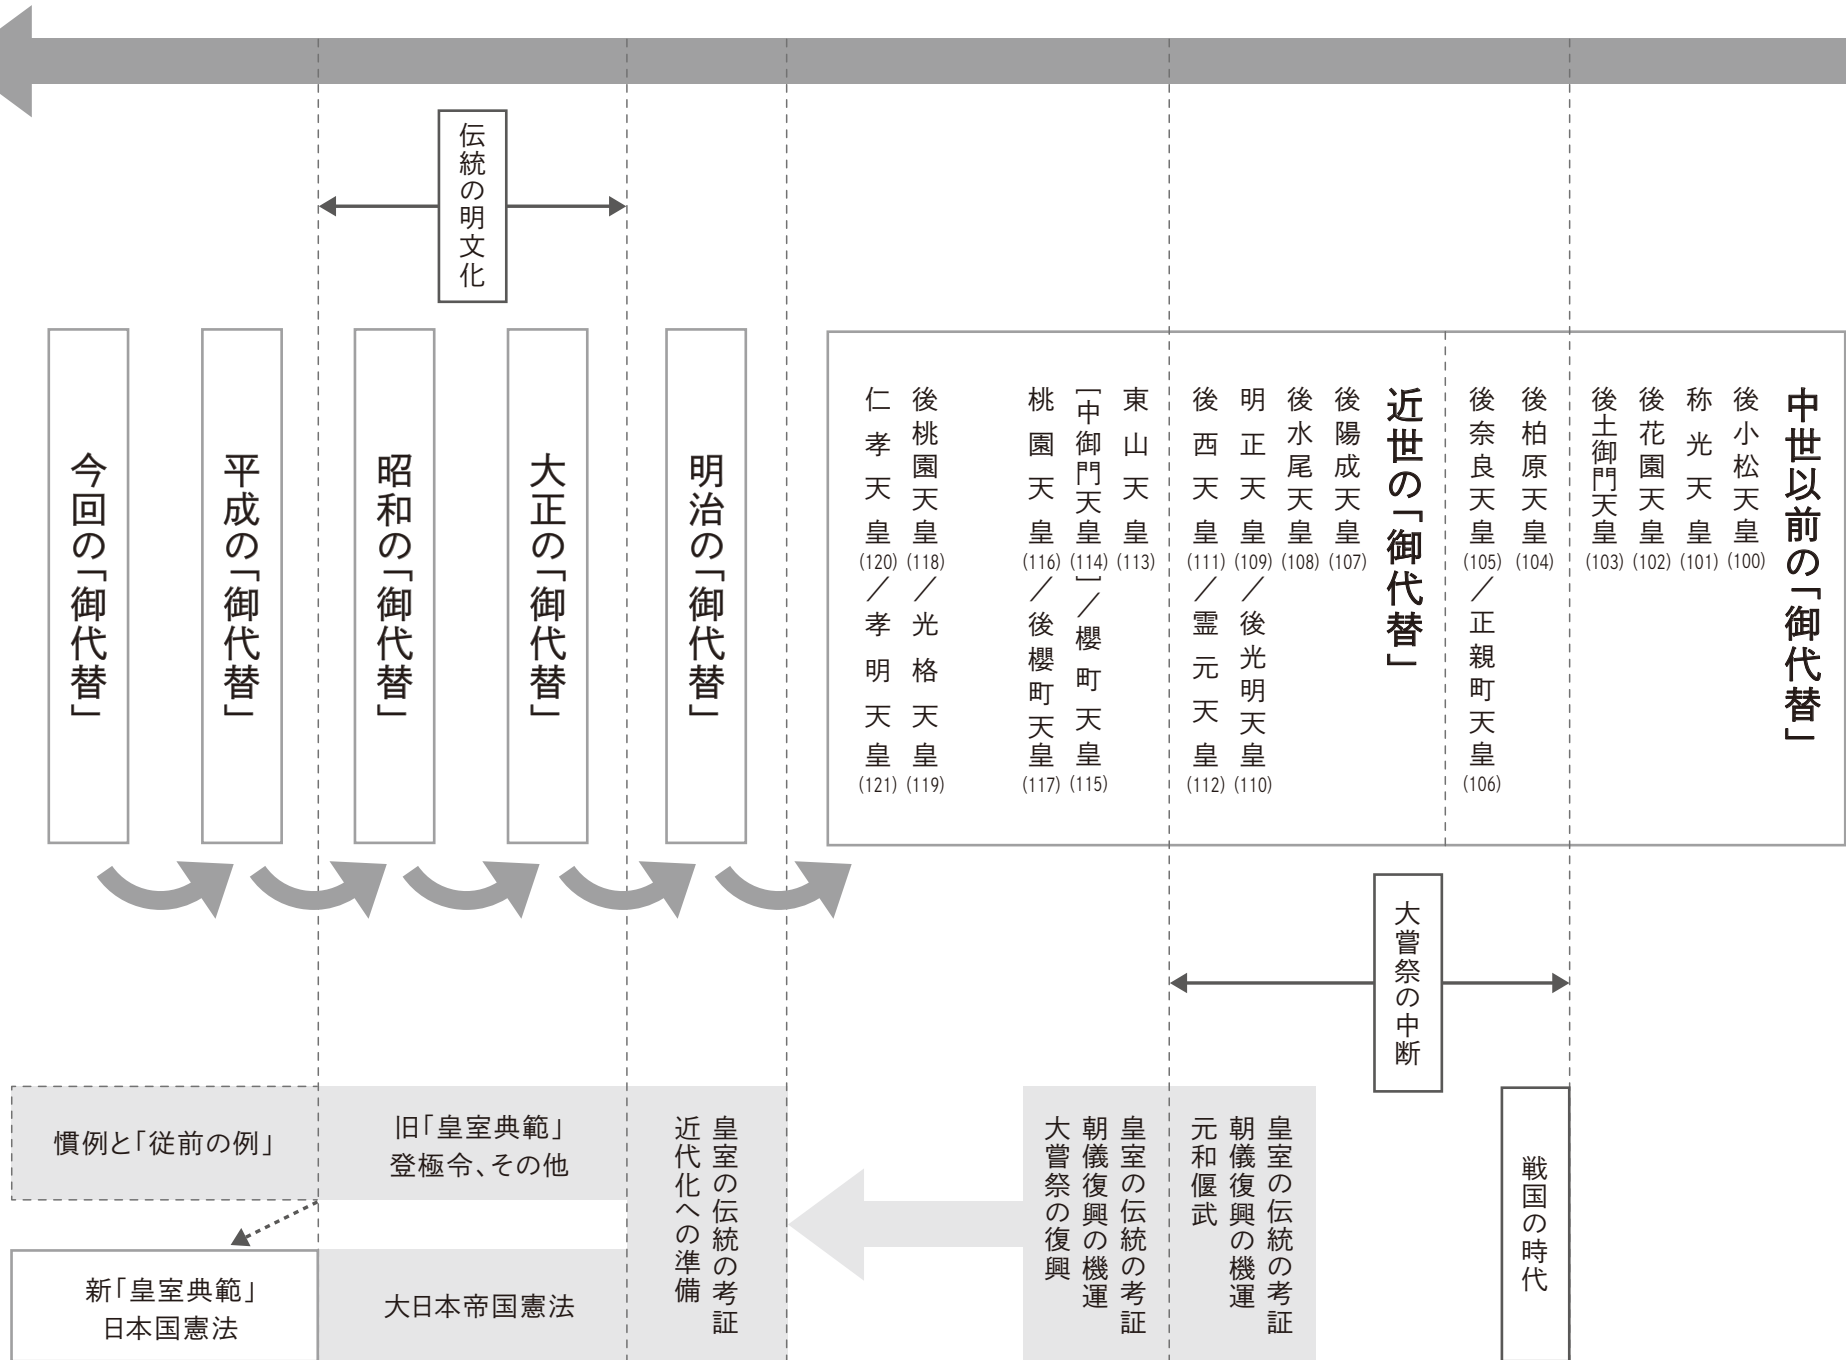 中世以前の「御代替」
後小松天皇(100)
称光天皇(101)
後花園天皇(102)
後土御門天皇(103)
後柏原天皇(104)
後奈良天皇(105)／正親町天皇(106)
近世の「御代替」
後陽成天皇(107)
後水尾天皇(108)
明正天皇(109)／後光明天皇(110)
後西天皇(111)／霊元天皇(112)
東山天皇(113)
[中御門天皇(114)]／櫻町天皇(115)
桃園天皇(116)／後櫻町天皇(117)
後桃園天皇(118)／光格天皇(119)
仁孝天皇(120)／孝明天皇(121)
明治の「御代替」
大正の「御代替」
昭和の「御代替」
平成の「御代替」
今回の「御代替」
伝統の明文化
大嘗祭の中断
戦国の時代
皇室の伝統の考証
朝儀復興の機運
元和偃武
皇室の伝統の考証
朝儀復興の機運
大嘗祭の復興
皇室の伝統の考証
近代化への準備
旧「皇室典範」
登極令、その他
大日本帝国憲法
慣例と「従前の例」
新「皇室典範」
日本国憲法